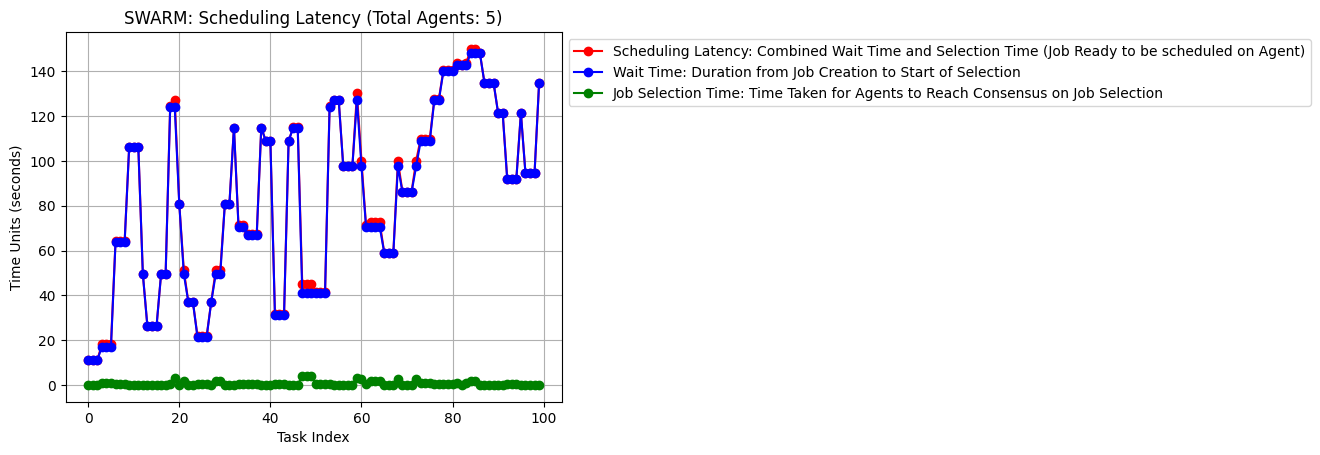 SWARM: Scheduling Latency (Total Agents: 5)
Scheduling Latency: Combined Wait Time and Selection Time (Job Ready to be scheduled on Agent)
Wait Time: Duration from Job Creation to Start of Selection
Job Selection Time: Time Taken for Agents to Reach Consensus on Job Selection
Time Units (seconds)
140
120
100
80
60
40
20
0
0 20 40 60 80 100
Task Index